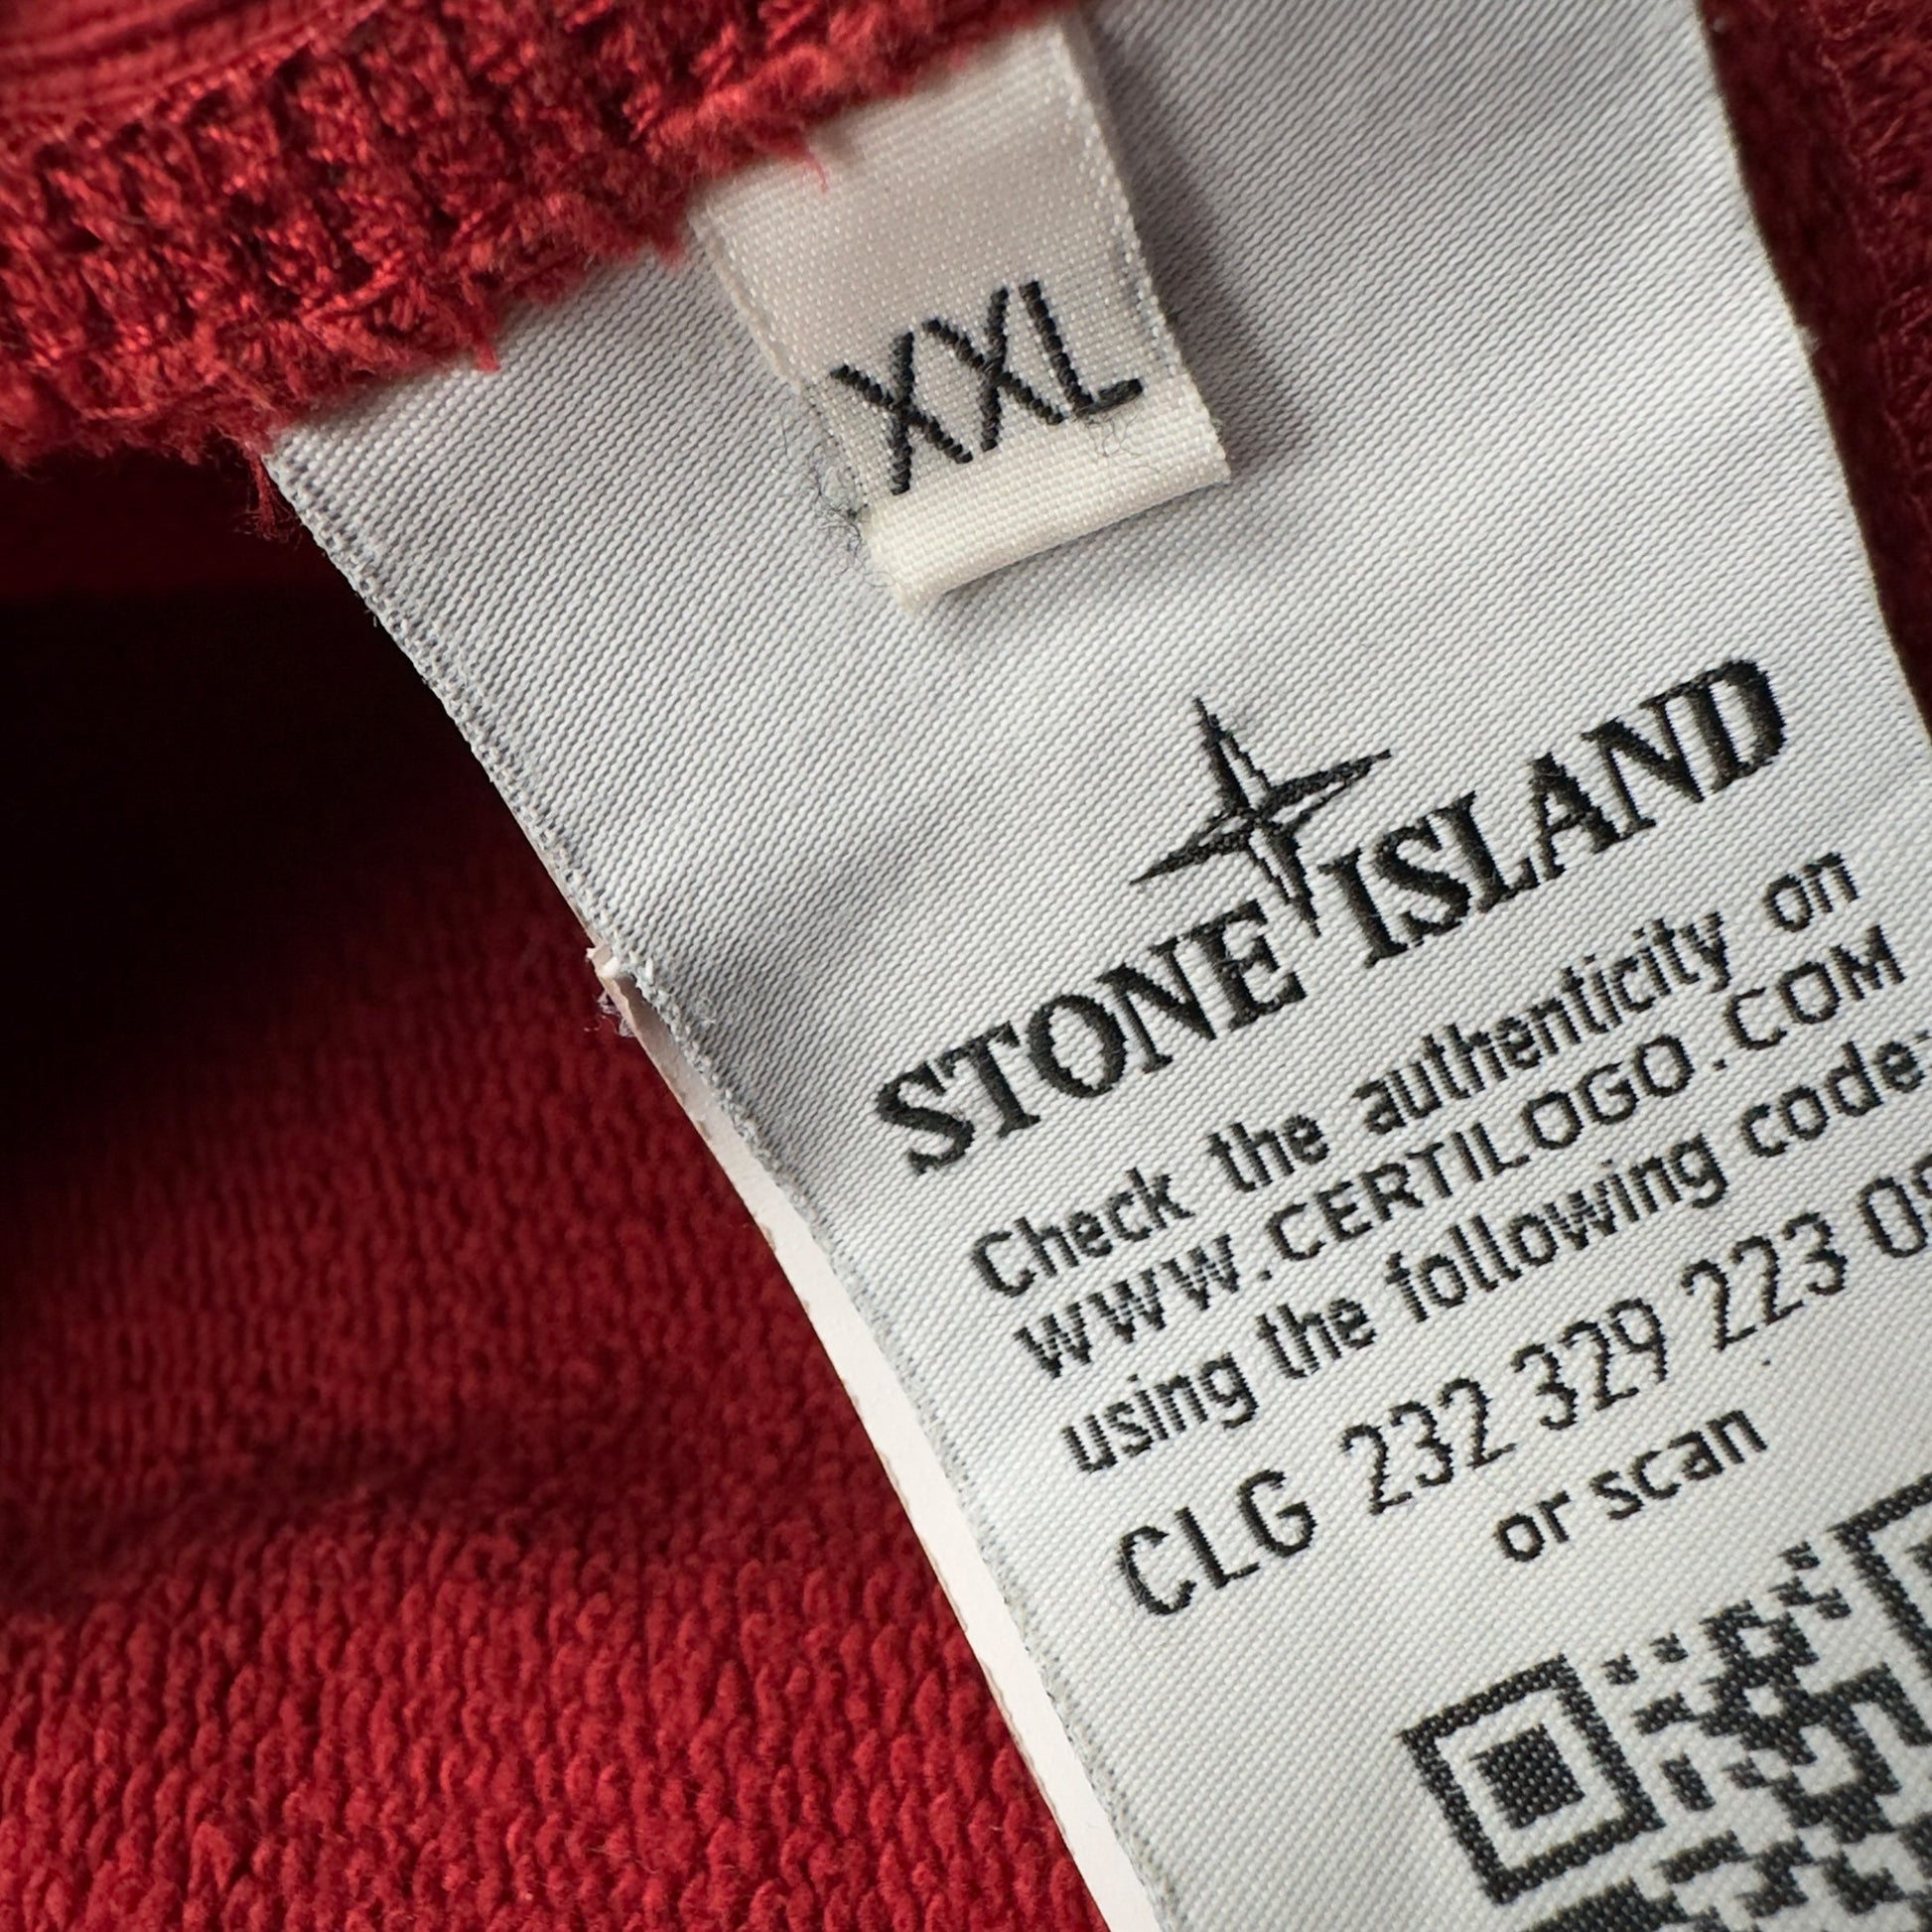 XXL
STONE ISLAND
Check the authenticity on
WWW.CERTILOGO.COM
using the following code:
CLG 232 329 223 0
or scan